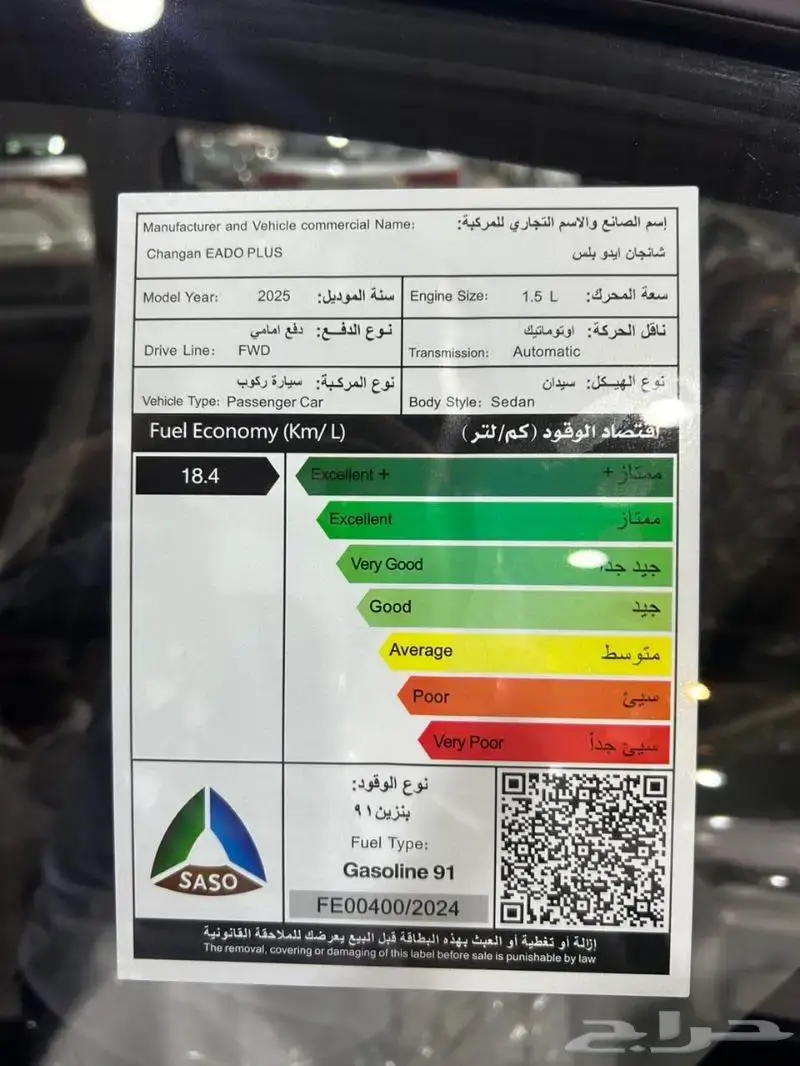 Manufacturer and Vehicle commercial Name: إسم الصانع والاسم التجاري للمركبة:
Changan EADO PLUS شانجان ايدو بلس
Model Year: 2025 سنة الموديل: Engine Size: 1.5 L سعة المحرك:
نوع الدفع: دفع امامي ناقل الحركة: اوتوماتيك
Drive Line: FWD Transmission: Automatic
نوع المركبة: سيارة ركوب نوع الهيكل: سيدان
Vehicle Type: Passenger Car Body Style: Sedan
Fuel Economy (Km/ L) اقتصاد الوقود (كم/لتر)
18.4 Excellent + ممتاز +
Excellent ممتاز
Very Good جيد جداً
Good جيد
Average متوسط
Poor سيئ
Very Poor سيئ جداً
نوع الوقود:
بنزين ٩١
Fuel Type:
Gasoline 91
SASO
FE00400/2024
إزالة أو تغطية أو العبث بهذه البطاقة قبل البيع يعرضك للملاحقة القانونية
The removal, covering or damaging of this label before sale is punishable by law
حراج